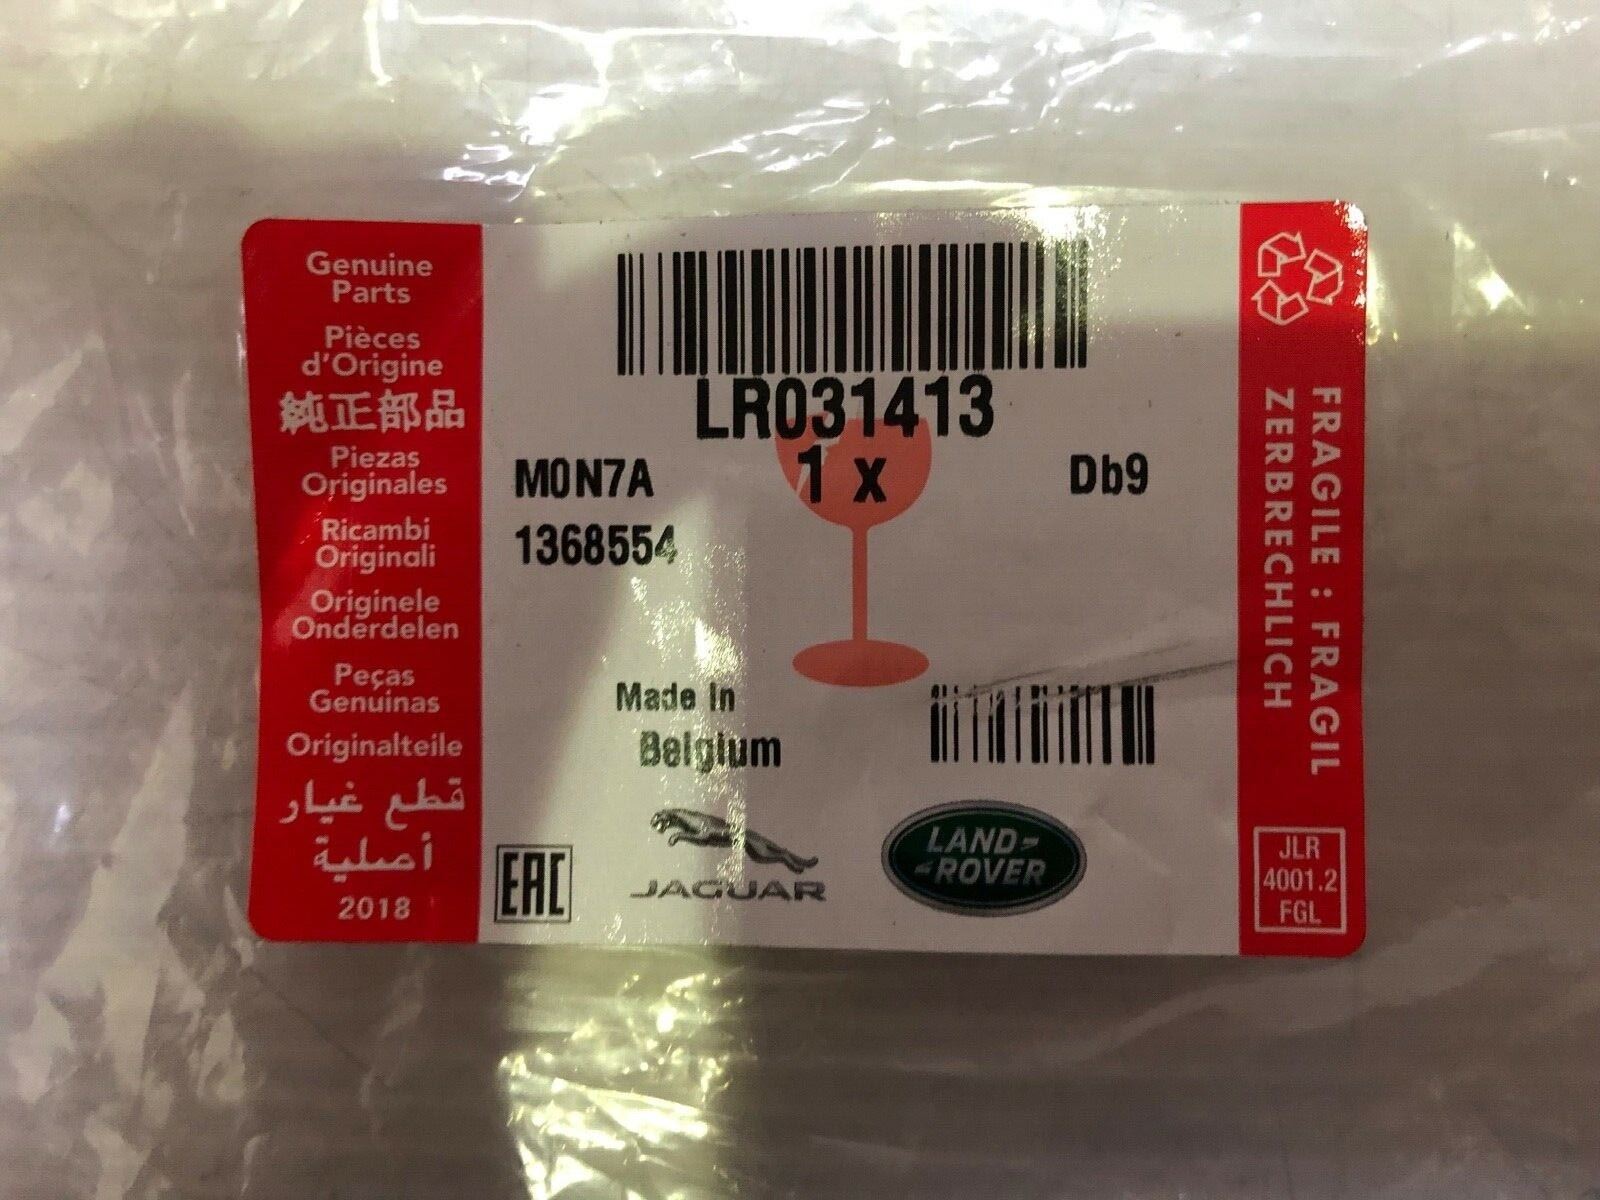 Genuine
Parts
Pièces
d'Origine
純正部品
Piezas
Originales
Ricambi
Originali
Originele
Onderdelen
Peças
Genuinas
Originalteile
قطع غيار
أصلية
2018
LR031413
M0N7A
1 x
Db9
1368554
Made In
Belgium
EAC
JAGUAR
LAND-
-ROVER
FRAGILE : FRAGIL
ZERBRECHLICH
JLR
4001.2
FGL